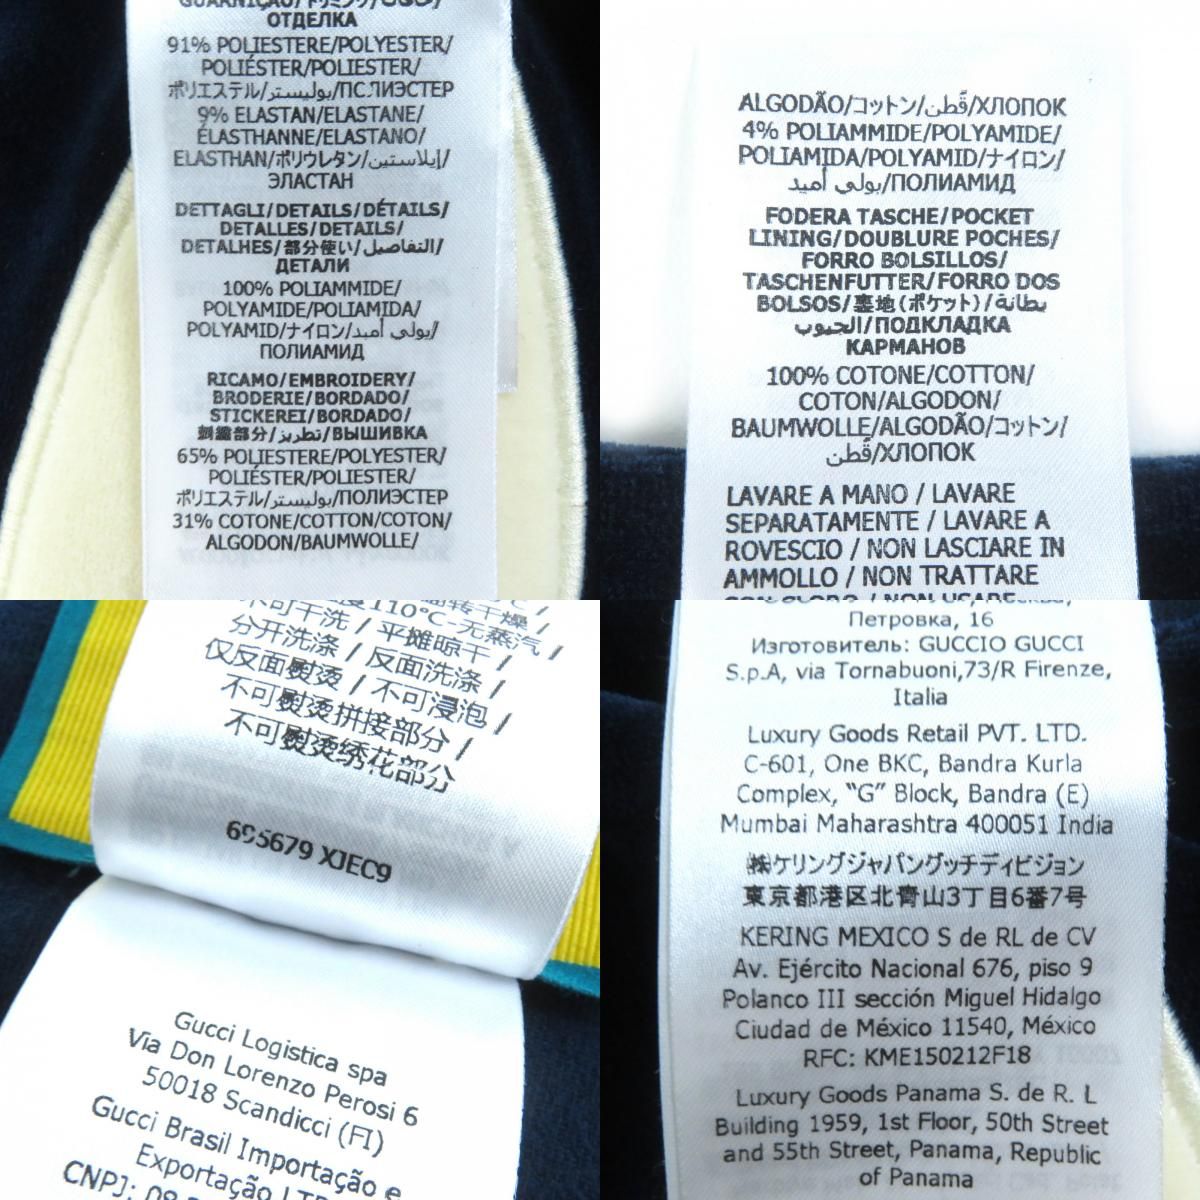 ОТДЕЛКА
91% POLIESTERE/POLYESTER/
POLIÉSTER/POLIESTER/
ポリエステル/بوليستر/ПОЛИЭСТЕР
9% ELASTAN/ELASTANE/
ÉLASTHANNE/ELASTANO/
ELASTHAN/ポリウレタン/إيلاستين/
ЭЛАСТАН
DETTAGLI/DETAILS/DÉTAILS/
DETALLES/DETAILS/
DETALHES/部分使い/التفاصيل/
ДЕТАЛИ
100% POLIAMMIDE/
POLYAMIDE/POLIAMIDA/
POLYAMID/ナイロン/بولي أميد/
ПОЛИАМИД
RICAMO/EMBROIDERY/
BRODERIE/BORDADO/
STICKEREI/BORDADO/
刺繍部分/تطريز/ВЫШИВКА
65% POLIESTERE/POLYESTER/
POLIÉSTER/POLIESTER/
ポリエステル/بوليستر/ПОЛИЭСТЕР
31% COTONE/COTTON/COTON/
ALGODON/BAUMWOLLE/
ALGODÃO/コットン/قطن/ХЛОПОК
4% POLIAMMIDE/POLYAMIDE/
POLIAMIDA/POLYAMID/ナイロン/
بولي أميد/ПОЛИАМИД
FODERA TASCHE/POCKET
LINING/DOUBLURE POCHES/
FORRO BOLSILLOS/
TASCHENFUTTER/FORRO DOS
BOLSOS/裏地(ポケット)/بطانة
الجيوب/ПОДКЛАДКА
КАРМАНОВ
100% COTONE/COTTON/
COTON/ALGODON/
BAUMWOLLE/ALGODÃO/コットン/
قطن/ХЛОПОК
LAVARE A MANO / LAVARE
SEPARATAMENTE / LAVARE A
ROVESCIO / NON LASCIARE IN
AMMOLLO / NON TRATTARE
110°C-无蒸汽 /
不可干洗 / 平摊晾干 /
分开洗涤 / 反面洗涤 /
仅反面熨烫 / 不可浸泡 /
不可熨烫拼接部分 /
不可熨烫绣花部分
695679 XJEC9
Gucci Logistica spa
Via Don Lorenzo Perosi 6
50018 Scandicci (FI)
Gucci Brasil Importação e
Exportação
CNPJ:
Петровка, 16
Изготовитель: GUCCIO GUCCI
S.p.A, via Tornabuoni,73/R Firenze,
Italia
Luxury Goods Retail PVT. LTD.
C-601, One BKC, Bandra Kurla
Complex, "G" Block, Bandra (E)
Mumbai Maharashtra 400051 India
㈱ケリングジャパングッチディビジョン
東京都港区北青山3丁目6番7号
KERING MEXICO S de RL de CV
Av. Ejército Nacional 676, piso 9
Polanco III sección Miguel Hidalgo
Ciudad de México 11540, México
RFC: KME150212F18
Luxury Goods Panama S. de R. L
Building 1959, 1st Floor, 50th Street
and 55th Street, Panama, Republic
of Panama